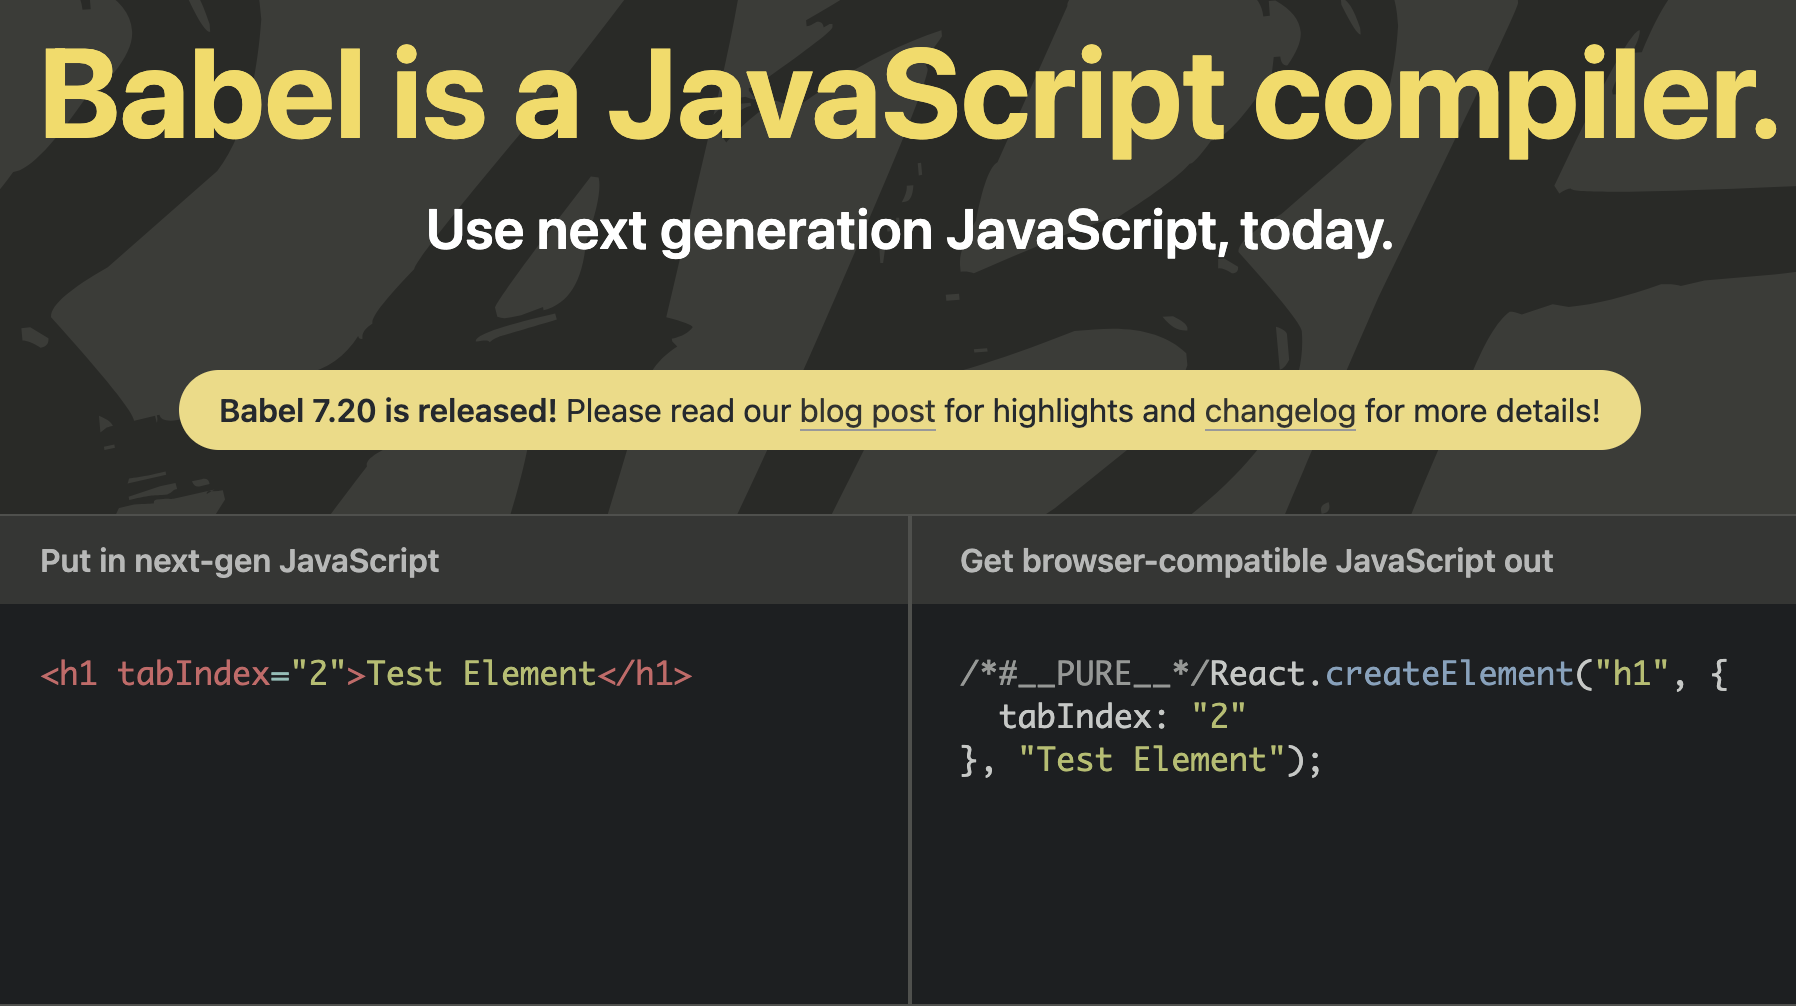 Babel is a JavaScript compiler.
Use next generation JavaScript, today.
Babel 7.20 is released! Please read our blog post for highlights and changelog for more details!
Put in next-gen JavaScript
<h1 tabIndex="2">Test Element</h1>
Get browser-compatible JavaScript out
/*#__PURE__*/React.createElement("h1", {
  tabIndex: "2"
}, "Test Element");